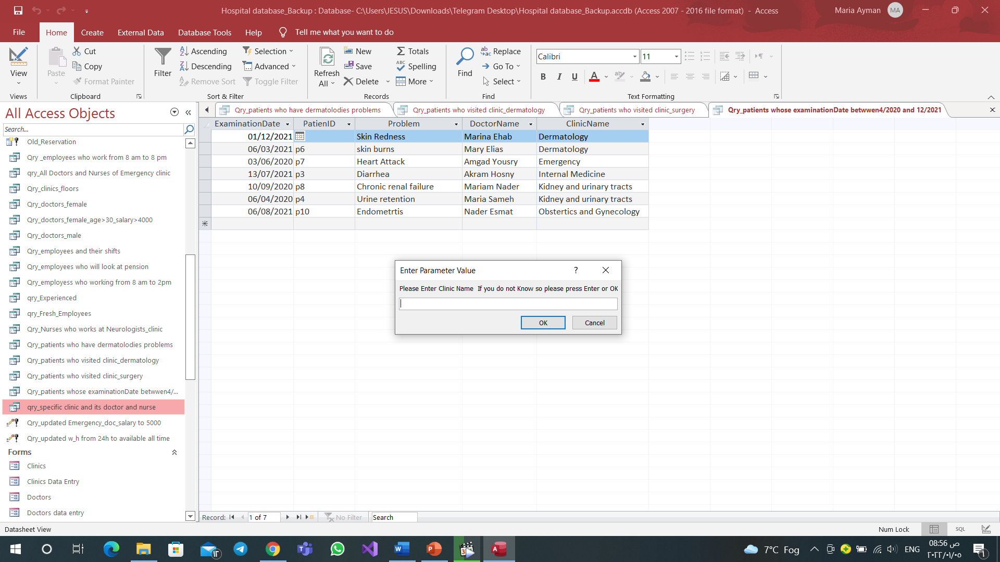 Hospital database_Backup : Database- C:\Users\JESUS\Downloads\Telegram Desktop\Hospital database_Backup.accdb (Access 2007 - 2016 file format)  -  Access
Maria Ayman
MA
File
Home
Create
External Data
Database Tools
Help
Tell me what you want to do
View
Views
Paste
Cut
Copy
Format Painter
Clipboard
Filter
Ascending
Descending
Remove Sort
Selection
Advanced
Toggle Filter
Sort & Filter
Refresh
All
New
Save
Delete
Totals
Spelling
More
Records
Find
Replace
Go To
Select
Find
Calibri
11
B
I
U
Text Formatting
All Access Objects
Search...
Old_Reservation
Qry _employees who work from 8 am to 8 pm
qry_All Doctors and Nurses of Emergency clinic
Qry_clinics_floors
Qry_doctors_female
Qry_doctors_female_age>30_salary>4000
Qry_doctors_male
Qry_employees and their shifts
Qry_employees who will look at pension
Qry_employess who working from 8 am to 2pm
qry_Experienced
qry_Fresh_Employees
Qry_Nurses who works at Neurologists_clinic
Qry_patients who have dermatolodies problems
Qry_patients who visited clinic_dermatology
Qry_patients who visited clinic_surgery
Qry_patients whose examinationDate betwwen4/...
qry_specific clinic and its doctor and nurse
Qry_updated Emergency_doc_salary to 5000
Qry_updated w_h from 24h to available all time
Forms
Clinics
Clinics Data Entry
Doctors
Doctors data entry
Qry_patients who have dermatolodies problems
Qry_patients who visited clinic_dermatology
Qry_patients who visited clinic_surgery
Qry_patients whose examinationDate betwwen4/2020 and 12/2021
ExaminationDate PatienID Problem DoctorName ClinicName
01/12/2021 Skin Redness Marina Ehab Dermatology
06/03/2021 p6 skin burns Mary Elias Dermatology
03/06/2020 p7 Heart Attack Amgad Yousry Emergency
13/07/2021 p3 Diarrhea Akram Hosny Internal Medicine
10/09/2020 p8 Chronic renal failure Mariam Nader Kidney and urinary tracts
06/04/2020 p4 Urine retention Maria Sameh Kidney and urinary tracts
06/08/2021 p10 Endometrtis Nader Esmat Obstertics and Gynecology
Enter Parameter Value
?
Please Enter Clinic Name  If you do not Know so please press Enter or OK
OK
Cancel
Record:
1 of 7
No Filter
Search
Datasheet View
Num Lock
SQL
7°C  Fog
ENG
08:56 ص
٢٠٢٢/٠١/٠٥
١٣
١